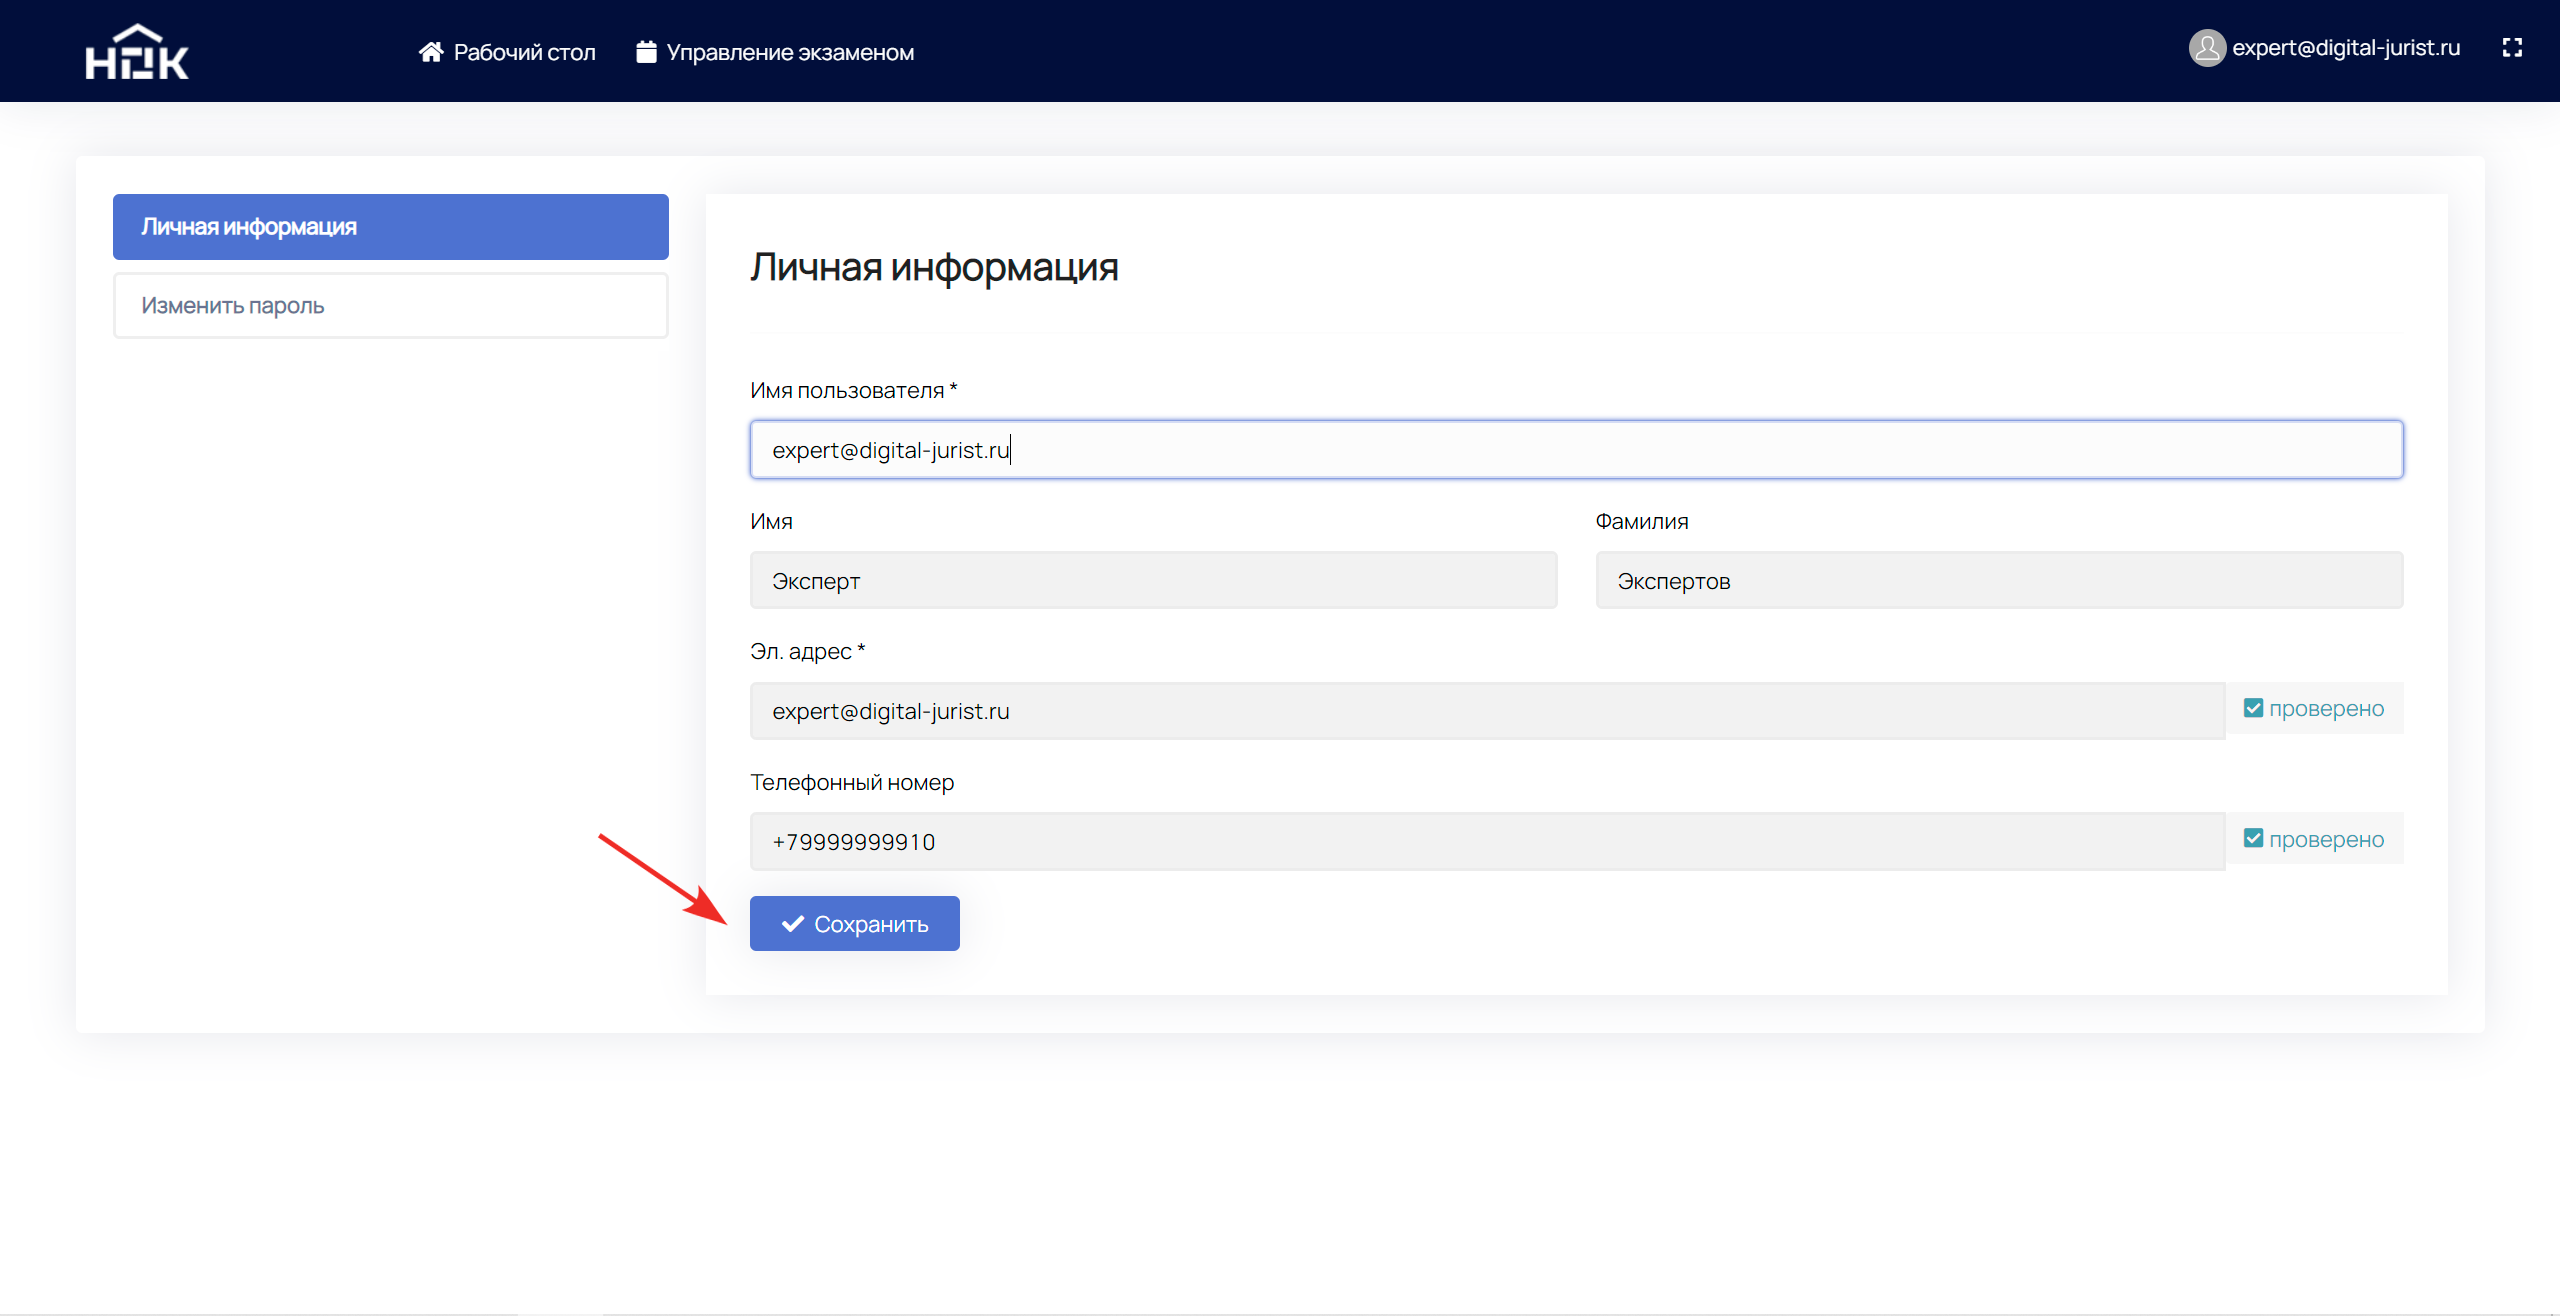 НОК
Рабочий стол
Управление экзаменом
expert@digital-jurist.ru
Личная информация
Изменить пароль
Личная информация
Имя пользователя *
expert@digital-jurist.ru
Имя
Фамилия
Эксперт
Экспертов
Эл. адрес *
expert@digital-jurist.ru
проверено
Телефонный номер
+79999999910
проверено
Сохранить